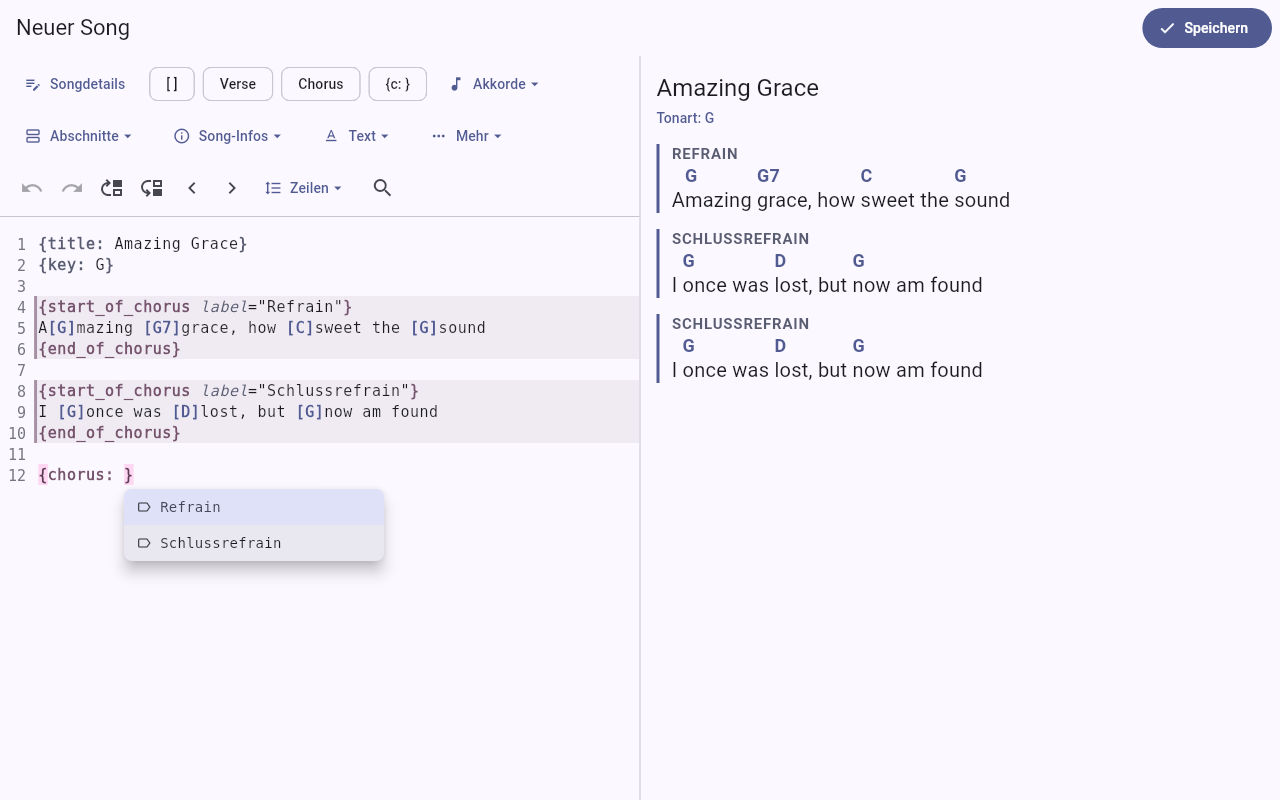 Neuer Song
Speichern
Songdetails [ ] Verse Chorus {c: } Akkorde
Abschnitte Song-Infos Text Mehr
Zeilen
1 {title: Amazing Grace}
2 {key: G}
3
4 {start_of_chorus label="Refrain"}
5 A[G]mazing [G7]grace, how [C]sweet the [G]sound
6 {end_of_chorus}
7
8 {start_of_chorus label="Schlussrefrain"}
9 I [G]once was [D]lost, but [G]now am found
10 {end_of_chorus}
11
12 {chorus: }
Refrain
Schlussrefrain
Amazing Grace
Tonart: G
REFRAIN
G G7 C G
Amazing grace, how sweet the sound
SCHLUSSREFRAIN
G D G
I once was lost, but now am found
SCHLUSSREFRAIN
G D G
I once was lost, but now am found